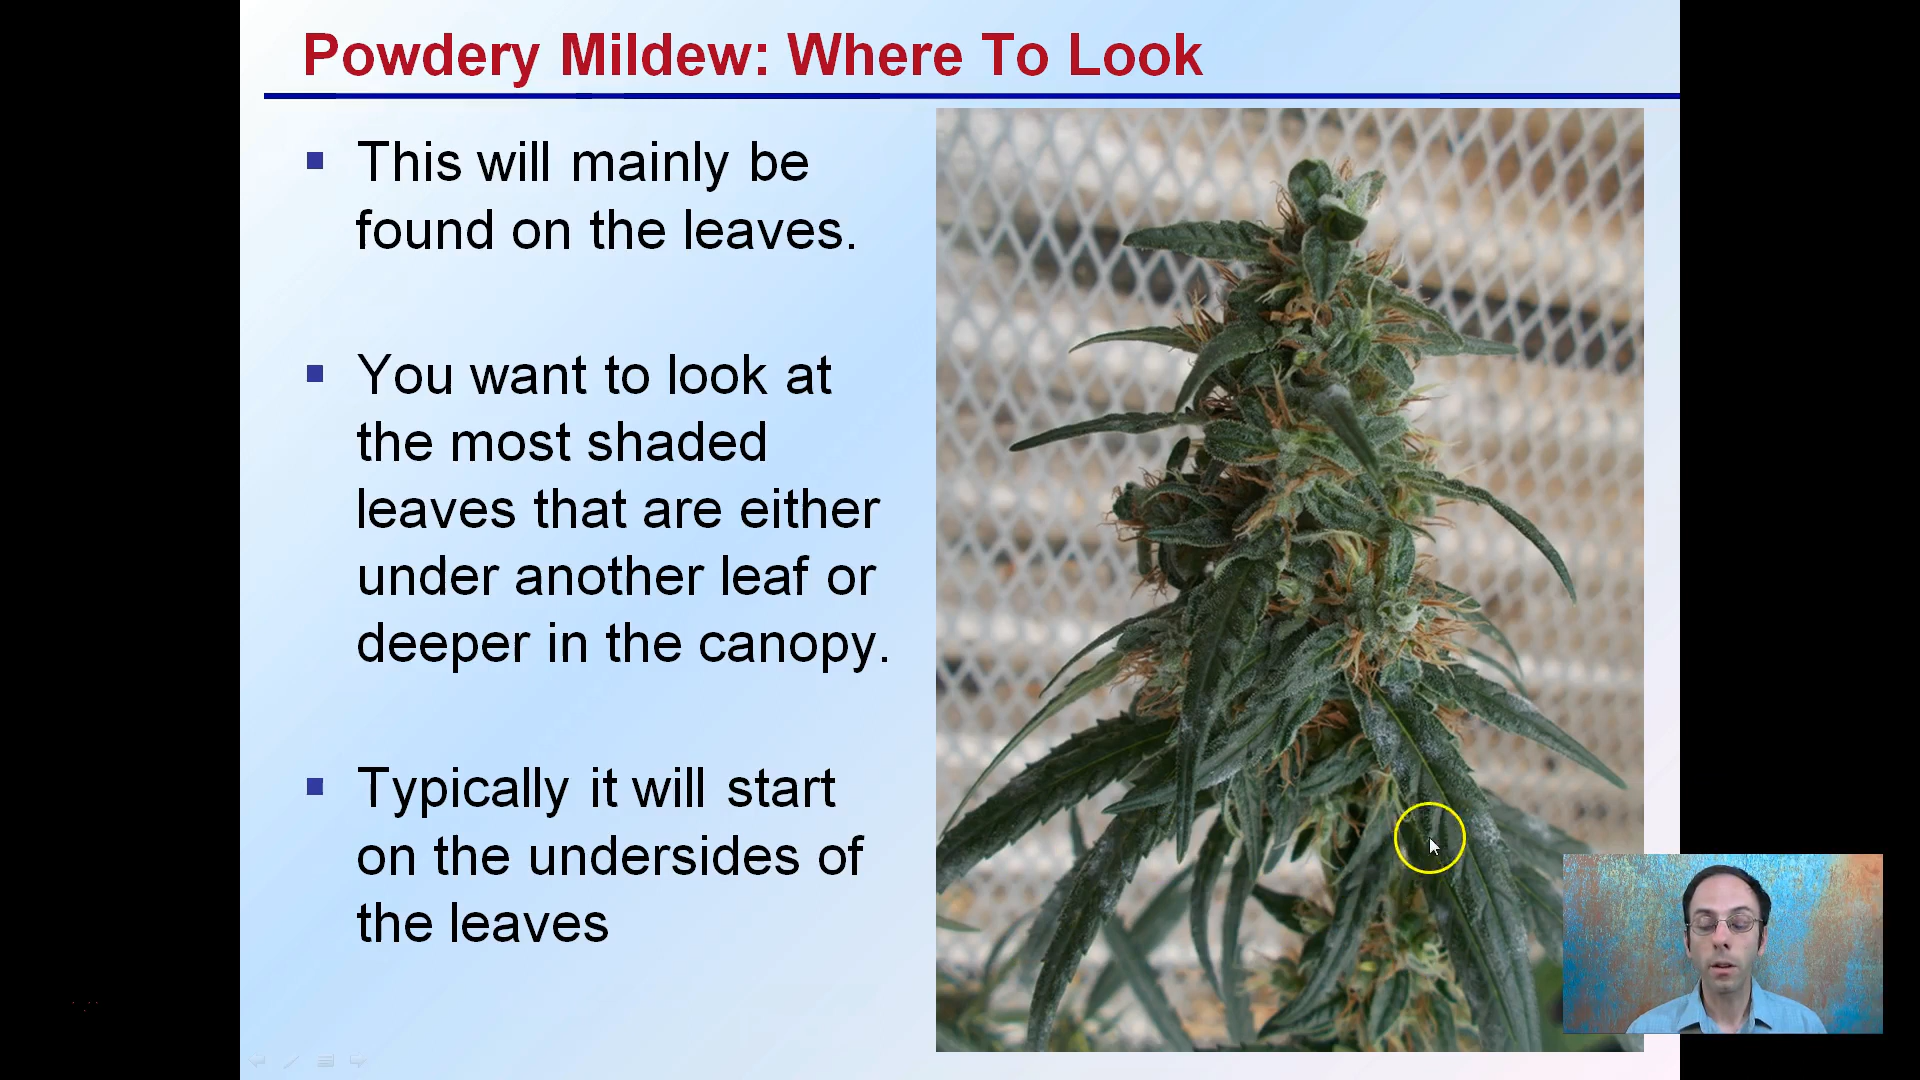 Powdery Mildew: Where To Look
This will mainly be
found on the leaves.
You want to look at
the most shaded
leaves that are either
under another leaf or
deeper in the canopy.
Typically it will start
on the undersides of
the leaves